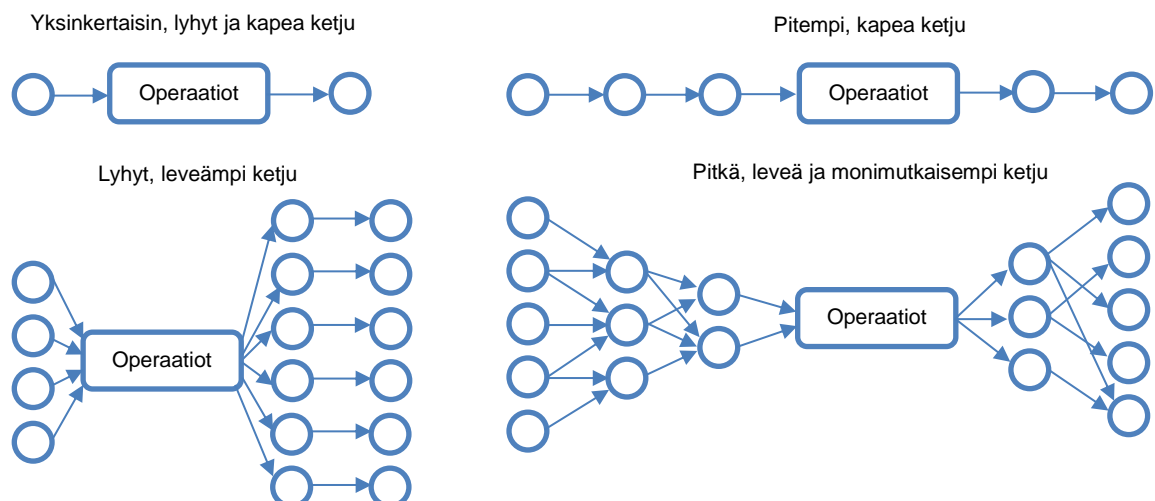 Yksinkertaisin, lyhyt ja kapea ketju
Operaatiot
Pitempi, kapea ketju
Operaatiot
Lyhyt, leveämpi ketju
Operaatiot
Pitkä, leveä ja monimutkaisempi ketju
Operaatiot